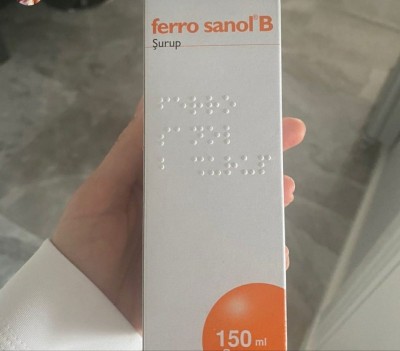 ferro sanol® B
Şurup
150 ml